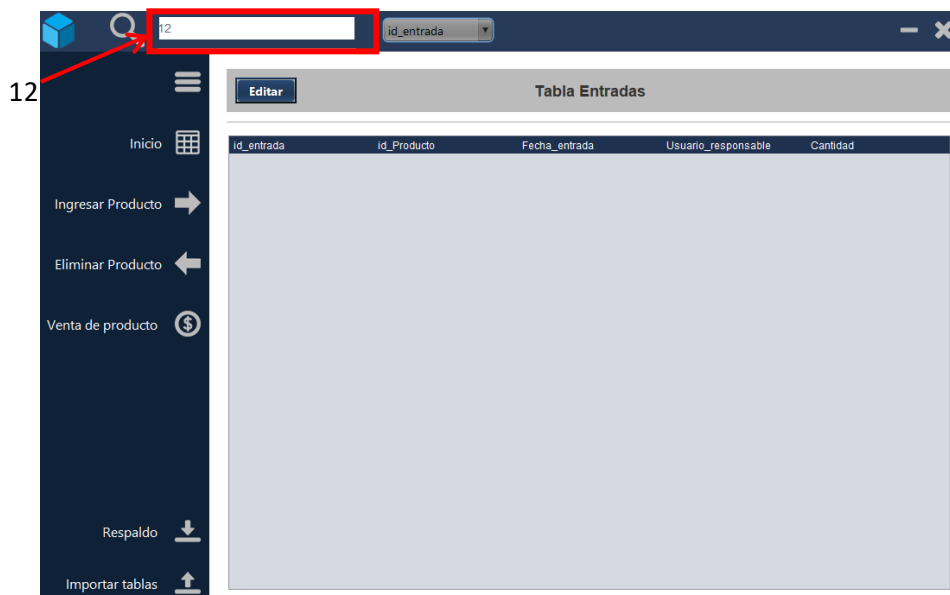 12
id_entrada
12
Editar
Tabla Entradas
Inicio
id_entrada id_Producto Fecha_entrada Usuario_responsable Cantidad
Ingresar Producto
Eliminar Producto
Venta de producto
Respaldo
Importar tablas